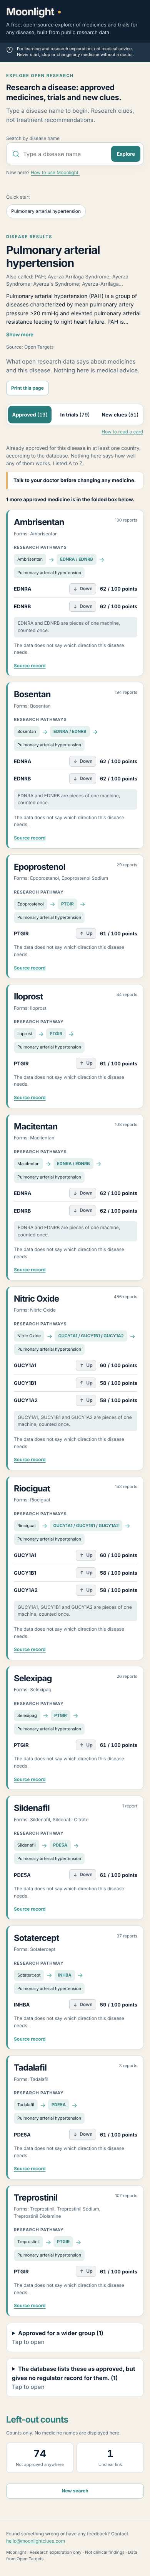 Moonlight
A free, open-source explorer of medicines and trials for any disease, built from public research data.
For learning and research exploration, not medical advice.
Never start, stop or change medicine without a doctor.
EXPLORE OPEN RESEARCH
Research a disease: approved
medicines, trials and new clues.
Type a disease name to begin. Research clues,
not treatment recommendations.
Search by disease name
Type a disease name
Explore
New here? How to use Moonlight.
Quick start
Pulmonary arterial hypertension
DISEASE RESULTS
Pulmonary arterial
hypertension
Also called: PAH, Ayerza Arrilaga Syndrome, Ayerza
Syndrome, Ayerza's Syndrome; Ayerza-Arrilaga...
Pulmonary arterial hypertension (PAH) is a group of
diseases characterized by mean pulmonary artery
pressure >20 mmHg and elevated pulmonary arterial
resistance leading to right heart failure. PAH is...
Show more
Source: Open Targets
What open research data says about medicines
and this disease. Nothing here is medical advice.
Print this page
Approved (13)
In trials (79)
New clues (51)
How to read a card
Already approved for this disease in at least one country,
according to the database. Nothing here says how well
any of them works. Listed A to Z.
Talk to your doctor before changing any medicine.
1 more approved medicine is in the folded box below.
Ambrisentan
100 reports
Forms: Ambrisentan
RESEARCH PATHWAYS
Ambrisentan → EDNRA / EDNRB →
Pulmonary arterial hypertension
EDNRA ↓ Down 62 / 100 points
EDNRB ↓ Down 62 / 100 points
EDNRA and EDNRB are pieces of one machine,
counted once.
The data does not say which direction this disease
needs.
Source record
Bosentan
194 reports
Forms: Bosentan
RESEARCH PATHWAYS
Bosentan → EDNRA / EDNRB →
Pulmonary arterial hypertension
EDNRA ↓ Down 62 / 100 points
EDNRB ↓ Down 62 / 100 points
EDNRA and EDNRB are pieces of one machine,
counted once.
The data does not say which direction this disease
needs.
Source record
Epoprostenol
29 reports
Forms: Epoprostenol, Epoprostenol Sodium
RESEARCH PATHWAY
Epoprostenol → PTGIR →
Pulmonary arterial hypertension
PTGIR ↑ Up 61 / 100 points
The data does not say which direction this disease
needs.
Source record
Iloprost
84 reports
Forms: Iloprost
RESEARCH PATHWAY
Iloprost → PTGIR →
Pulmonary arterial hypertension
PTGIR ↑ Up 61 / 100 points
The data does not say which direction this disease
needs.
Source record
Macitentan
Forms: Macitentan
RESEARCH PATHWAYS
Macitentan → EDNRA / EDNRB →
Pulmonary arterial hypertension
EDNRA ↓ Down 62 / 100 points
EDNRB ↓ Down 62 / 100 points
EDNRA and EDNRB are pieces of one machine,
counted once.
The data does not say which direction this disease
needs.
Source record
Nitric Oxide
486 reports
Forms: Nitric Oxide
RESEARCH PATHWAYS
Nitric Oxide → GUCY1A1 / GUCY1B1 / GUCY1A2 →
Pulmonary arterial hypertension
GUCY1A1 ↑ Up 60 / 100 points
GUCY1B1 ↑ Up 58 / 100 points
GUCY1A2 ↑ Up 58 / 100 points
GUCY1A1, GUCY1B1 and GUCY1A2 are pieces of one
machine, counted once.
The data does not say which direction this disease
needs.
Source record
Riociguat
153 reports
Forms: Riociguat
RESEARCH PATHWAYS
Riociguat → GUCY1A1 / GUCY1B1 / GUCY1A2 →
Pulmonary arterial hypertension
GUCY1A1 ↑ Up 60 / 100 points
GUCY1B1 ↑ Up 58 / 100 points
GUCY1A2 ↑ Up 58 / 100 points
GUCY1A1, GUCY1B1 and GUCY1A2 are pieces of one
machine, counted once.
The data does not say which direction this disease
needs.
Source record
Selexipag
26 reports
Forms: Selexipag
RESEARCH PATHWAY
Selexipag → PTGIR →
Pulmonary arterial hypertension
PTGIR ↑ Up 61 / 100 points
The data does not say which direction this disease
needs.
Source record
Sildenafil
1 report
Forms: Sildenafil, Sildenafil Citrate
RESEARCH PATHWAY
Sildenafil → PDE5A →
Pulmonary arterial hypertension
PDE5A ↓ Down 61 / 100 points
The data does not say which direction this disease
needs.
Source record
Sotatercept
37 reports
Forms: Sotatercept
RESEARCH PATHWAY
Sotatercept → INHBA →
Pulmonary arterial hypertension
INHBA ↓ Down 59 / 100 points
The data does not say which direction this disease
needs.
Source record
Tadalafil
3 reports
Forms: Tadalafil
RESEARCH PATHWAY
Tadalafil → PDE5A →
Pulmonary arterial hypertension
PDE5A ↓ Down 61 / 100 points
The data does not say which direction this disease
needs.
Source record
Treprostinil
107 reports
Forms: Treprostinil, Treprostinil Sodium,
Treprostinil Diolamine
RESEARCH PATHWAY
Treprostinil → PTGIR →
Pulmonary arterial hypertension
PTGIR ↑ Up 61 / 100 points
The data does not say which direction this disease
needs.
Source record
Approved for a wider group (1)
Tap to open
The database lists these as approved, but
gives no regulator record for them. (1)
Tap to open
Left-out counts
Counts only. No medicine names are displayed here.
74
Not approved anywhere
1
Unclear link
New search
Found something wrong or have any feedback? Contact
hello@moonlightclues.com
Moonlight · Research exploration only · Not clinical findings · Data
from Open Targets